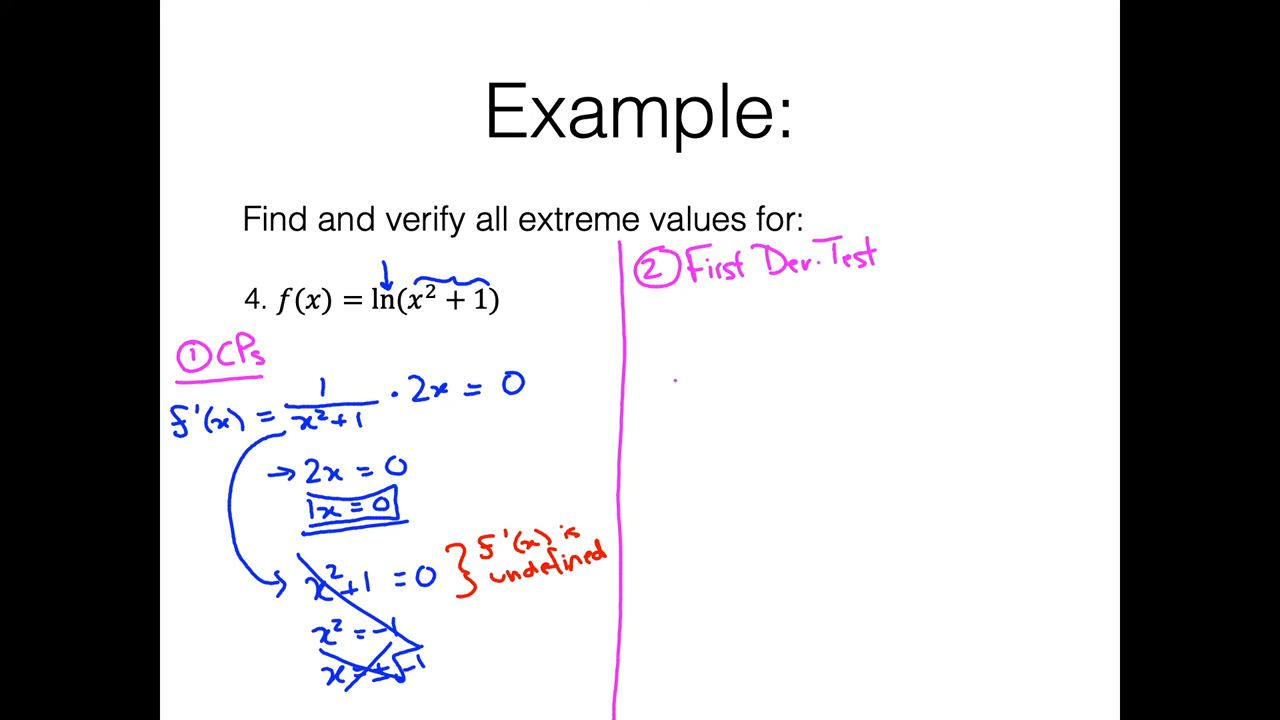 Example:
Find and verify all extreme values for:
4. f(x) = ln(x² + 1)
① CPs
f'(x) = 1/(x²+1) · 2x = 0
→ 2x = 0
x = 0
x²+1 = 0 } f'(x) is undefined
x² = -1
x = ±√-1
② First Der. Test